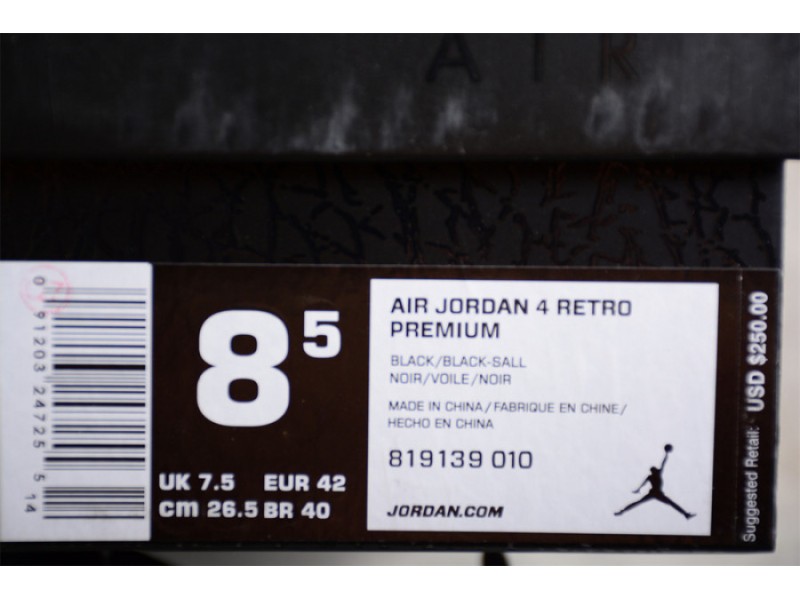 AIR
0 91203 24725 5 14
8 5
UK 7.5 EUR 42
cm 26.5 BR 40
AIR JORDAN 4 RETRO
PREMIUM
BLACK/BLACK-SALL
NOIR/VOILE/NOIR
MADE IN CHINA/FABRIQUE EN CHINE/
HECHO EN CHINA
819139 010
JORDAN.COM
Suggested Retail: USD $250.00